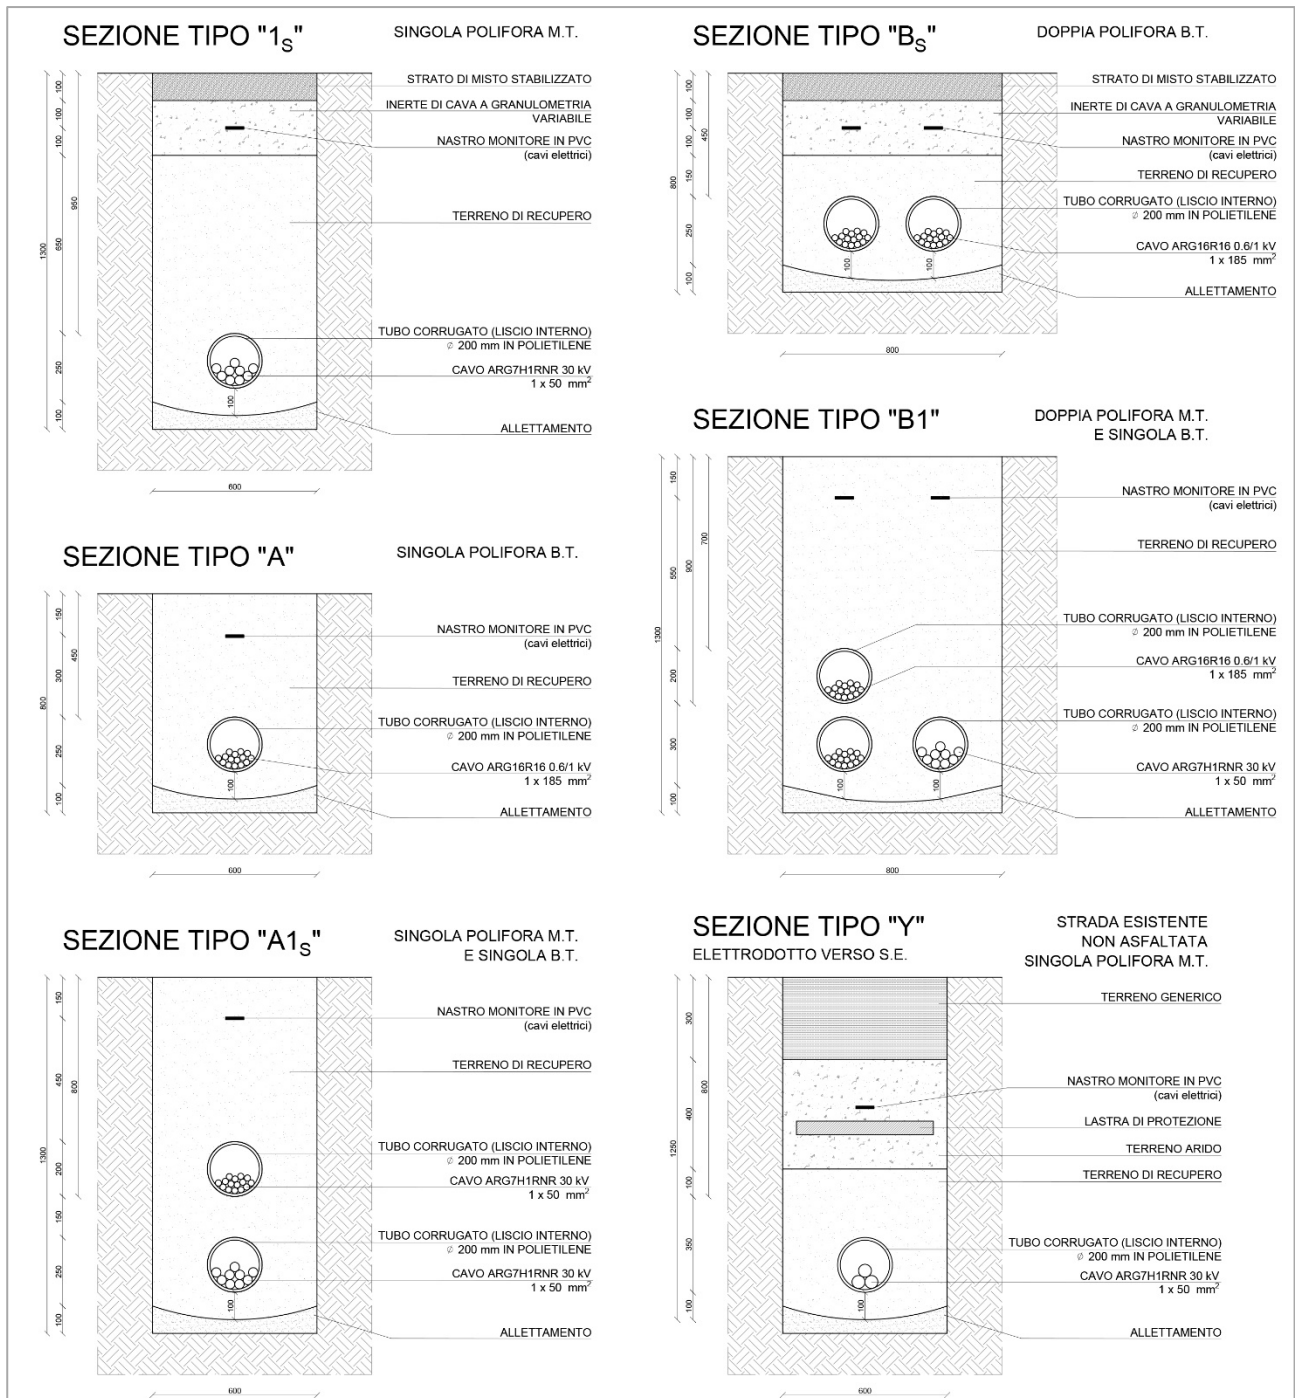 SEZIONE TIPO "1S"
SINGOLA POLIFORA M.T.
STRATO DI MISTO STABILIZZATO
INERTE DI CAVA A GRANULOMETRIA
VARIABILE
NASTRO MONITORE IN PVC
(cavi elettrici)
TERRENO DI RECUPERO
TUBO CORRUGATO (LISCIO INTERNO)
⌀ 200 mm IN POLIETILENE
CAVO ARG7H1RNR 30 kV
1 x 50 mm²
ALLETTAMENTO
100
100
100
650
250
100
950
1300
100
600
SEZIONE TIPO "A"
SINGOLA POLIFORA B.T.
NASTRO MONITORE IN PVC
(cavi elettrici)
TERRENO DI RECUPERO
TUBO CORRUGATO (LISCIO INTERNO)
⌀ 200 mm IN POLIETILENE
CAVO ARG16R16 0.6/1 kV
1 x 185 mm²
ALLETTAMENTO
150
300
250
100
450
800
100
600
SEZIONE TIPO "A1S"
SINGOLA POLIFORA M.T.
E SINGOLA B.T.
NASTRO MONITORE IN PVC
(cavi elettrici)
TERRENO DI RECUPERO
TUBO CORRUGATO (LISCIO INTERNO)
⌀ 200 mm IN POLIETILENE
CAVO ARG7H1RNR 30 kV
1 x 50 mm²
TUBO CORRUGATO (LISCIO INTERNO)
⌀ 200 mm IN POLIETILENE
CAVO ARG7H1RNR 30 kV
1 x 50 mm²
ALLETTAMENTO
150
450
200
150
250
100
800
1300
100
600
SEZIONE TIPO "BS"
DOPPIA POLIFORA B.T.
STRATO DI MISTO STABILIZZATO
INERTE DI CAVA A GRANULOMETRIA
VARIABILE
NASTRO MONITORE IN PVC
(cavi elettrici)
TERRENO DI RECUPERO
TUBO CORRUGATO (LISCIO INTERNO)
⌀ 200 mm IN POLIETILENE
CAVO ARG16R16 0.6/1 kV
1 x 185 mm²
ALLETTAMENTO
100
100
100
150
250
100
450
800
100
100
800
SEZIONE TIPO "B1"
DOPPIA POLIFORA M.T.
E SINGOLA B.T.
NASTRO MONITORE IN PVC
(cavi elettrici)
TERRENO DI RECUPERO
TUBO CORRUGATO (LISCIO INTERNO)
⌀ 200 mm IN POLIETILENE
CAVO ARG16R16 0.6/1 kV
1 x 185 mm²
TUBO CORRUGATO (LISCIO INTERNO)
⌀ 200 mm IN POLIETILENE
CAVO ARG7H1RNR 30 kV
1 x 50 mm²
ALLETTAMENTO
150
550
200
300
100
900
700
1300
100
100
800
SEZIONE TIPO "Y"
ELETTRODOTTO VERSO S.E.
STRADA ESISTENTE
NON ASFALTATA
SINGOLA POLIFORA M.T.
TERRENO GENERICO
NASTRO MONITORE IN PVC
(cavi elettrici)
LASTRA DI PROTEZIONE
TERRENO ARIDO
TERRENO DI RECUPERO
TUBO CORRUGATO (LISCIO INTERNO)
⌀ 200 mm IN POLIETILENE
CAVO ARG7H1RNR 30 kV
1 x 50 mm²
ALLETTAMENTO
300
400
100
350
100
800
1250
100
600